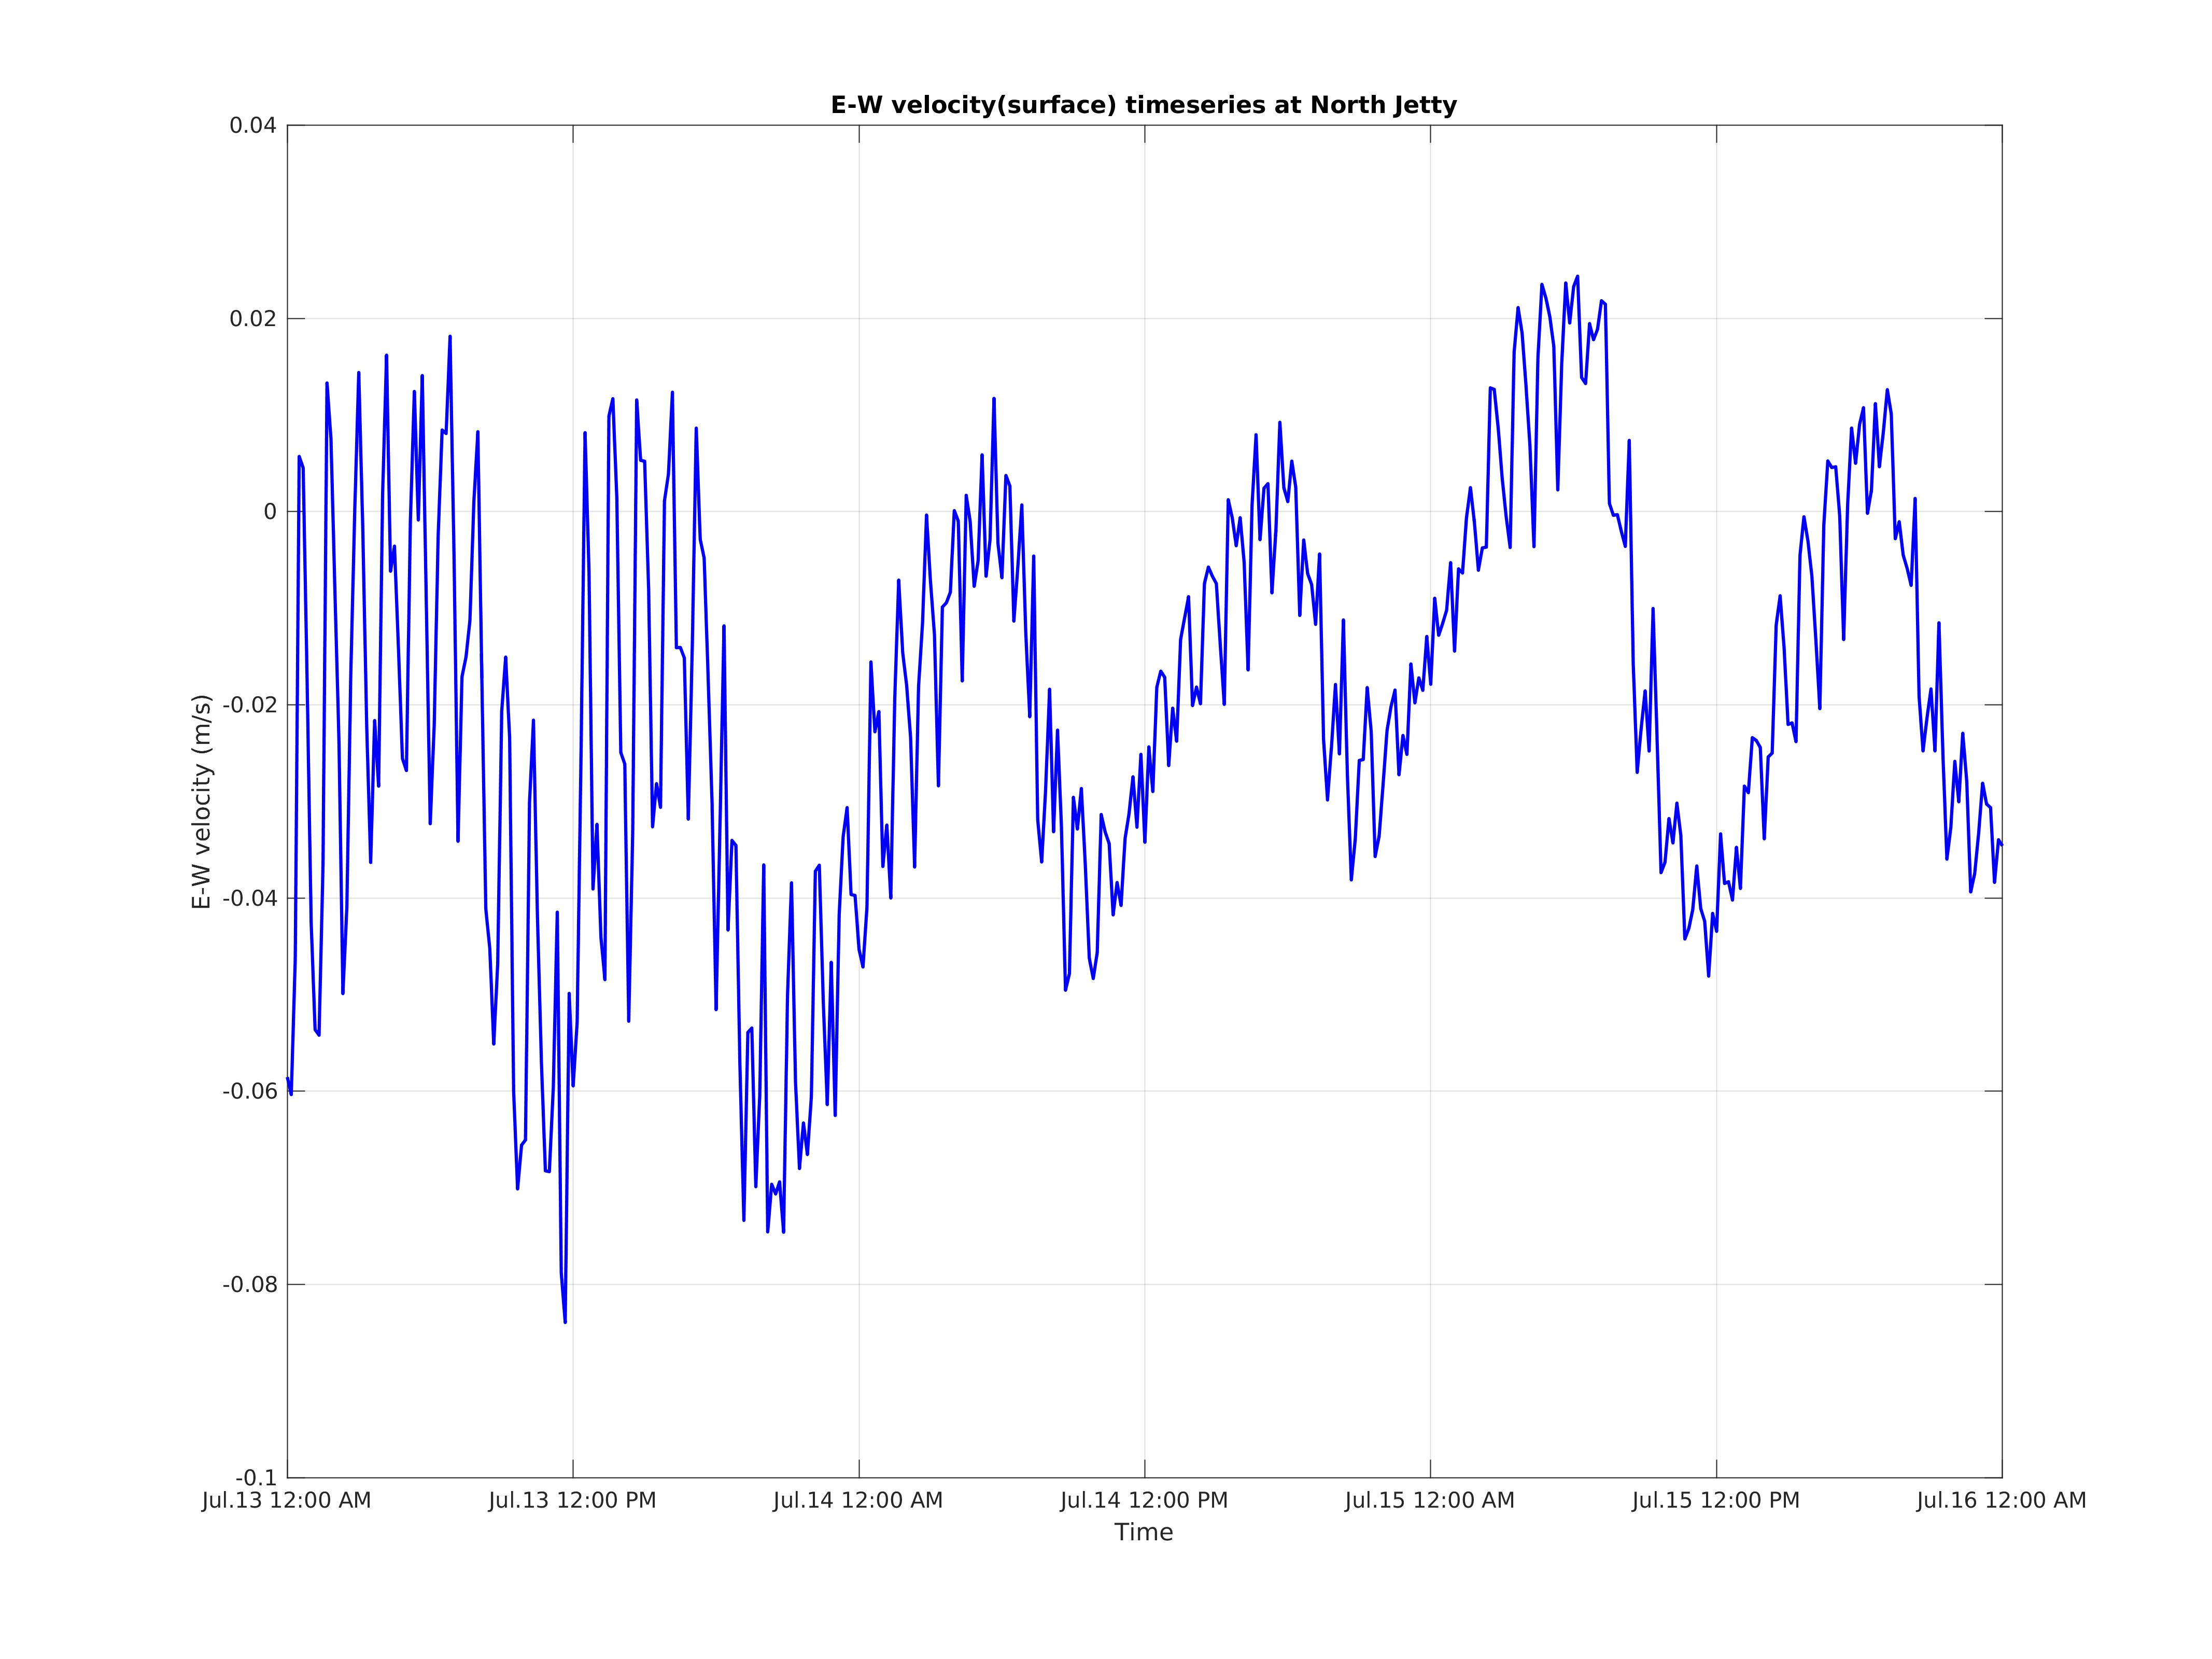 E-W velocity(surface) timeseries at North Jetty
0.04
0.02
0
-0.02
-0.04
-0.06
-0.08
-0.1
E-W velocity (m/s)
Jul.13 12:00 AM Jul.13 12:00 PM Jul.14 12:00 AM Jul.14 12:00 PM Jul.15 12:00 AM Jul.15 12:00 PM Jul.16 12:00 AM
Time